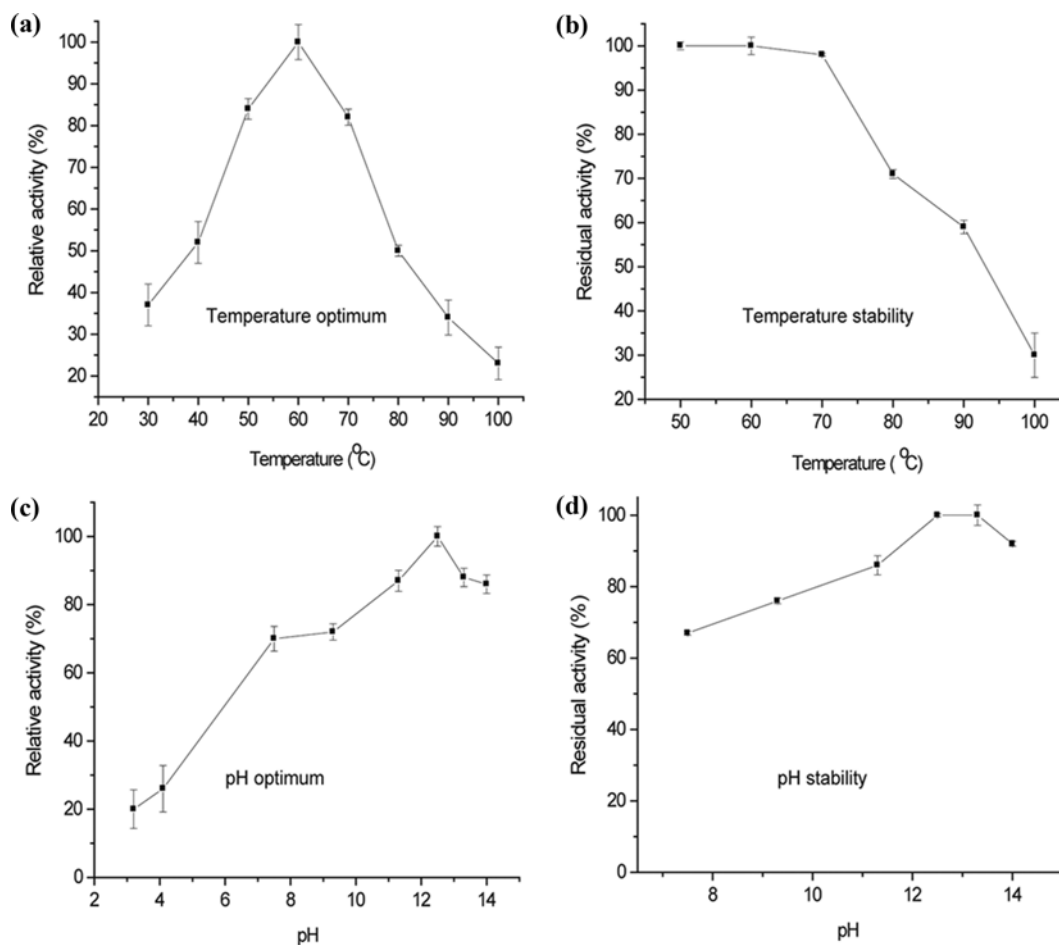 (a)
Relative activity (%)
100
90
80
70
60
50
40
30
20
20 30 40 50 60 70 80 90 100
Temperature optimum
Temperature (°C)
(b)
Residual activity (%)
100
90
80
70
60
50
40
30
20
50 60 70 80 90 100
Temperature stability
Temperature ( °C)
(c)
Relative activity (%)
100
80
60
40
20
0
2 4 6 8 10 12 14
pH optimum
pH
(d)
Residual activity (%)
100
80
60
40
20
0
8 10 12 14
pH stability
pH